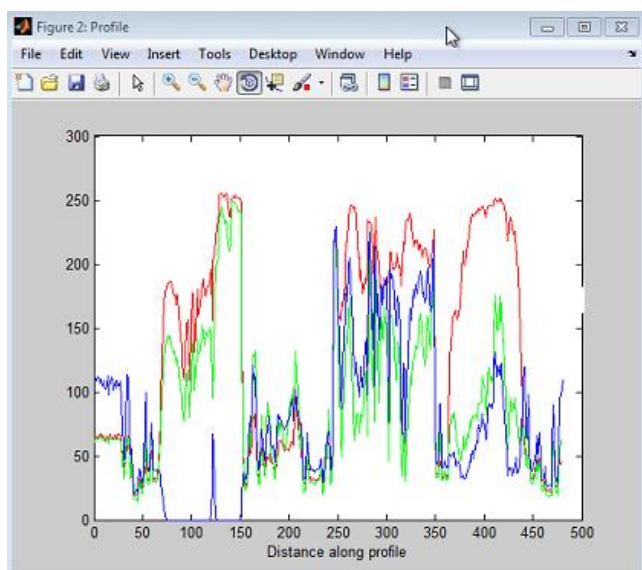 Figure 2: Profile
File Edit View Insert Tools Desktop Window Help
300
250
200
150
100
50
0
0 50 100 150 200 250 300 350 400 450 500
Distance along profile